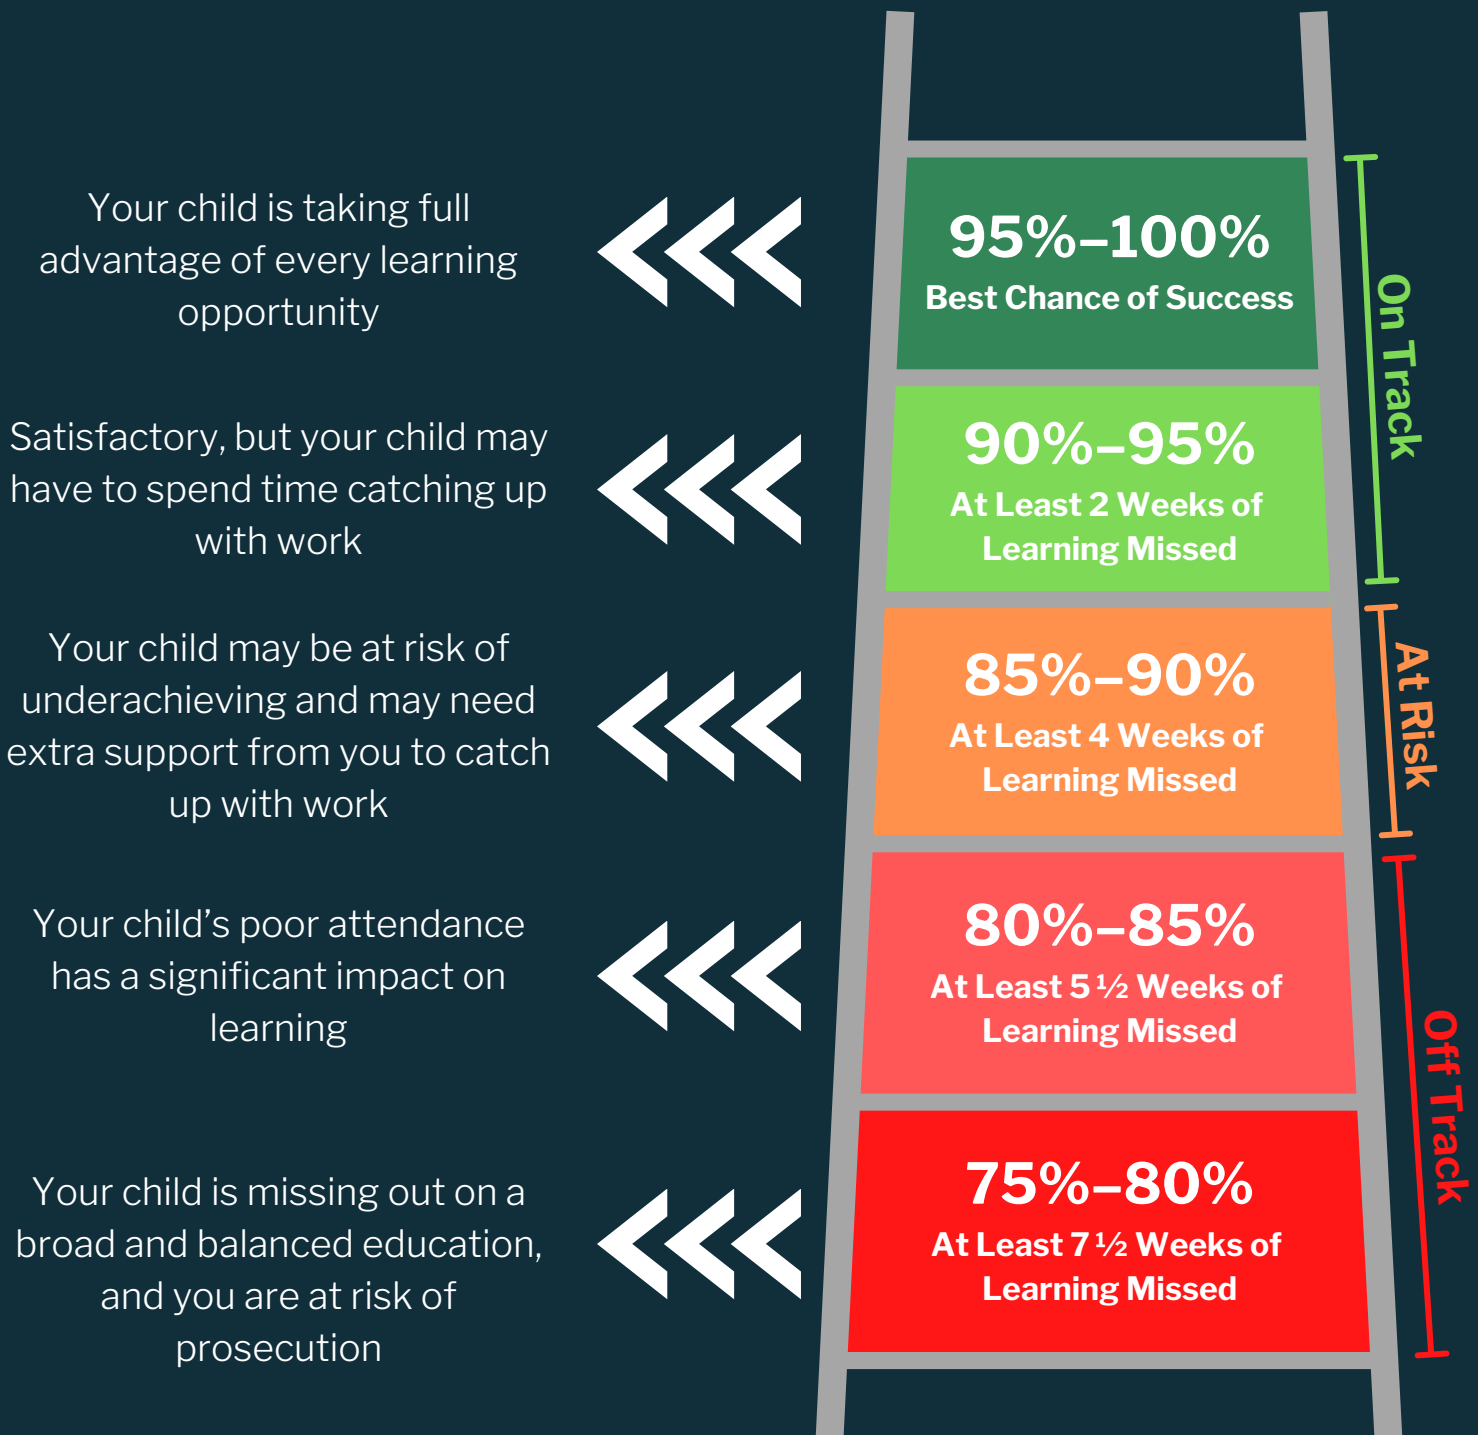 Your child is taking full
advantage of every learning
opportunity
95%–100%
Best Chance of Success
On Track
Satisfactory, but your child may
have to spend time catching up
with work
90%–95%
At Least 2 Weeks of
Learning Missed
Your child may be at risk of
underachieving and may need
extra support from you to catch
up with work
85%–90%
At Least 4 Weeks of
Learning Missed
At Risk
Your child’s poor attendance
has a significant impact on
learning
80%–85%
At Least 5 ½ Weeks of
Learning Missed
Off Track
Your child is missing out on a
broad and balanced education,
and you are at risk of
prosecution
75%–80%
At Least 7 ½ Weeks of
Learning Missed